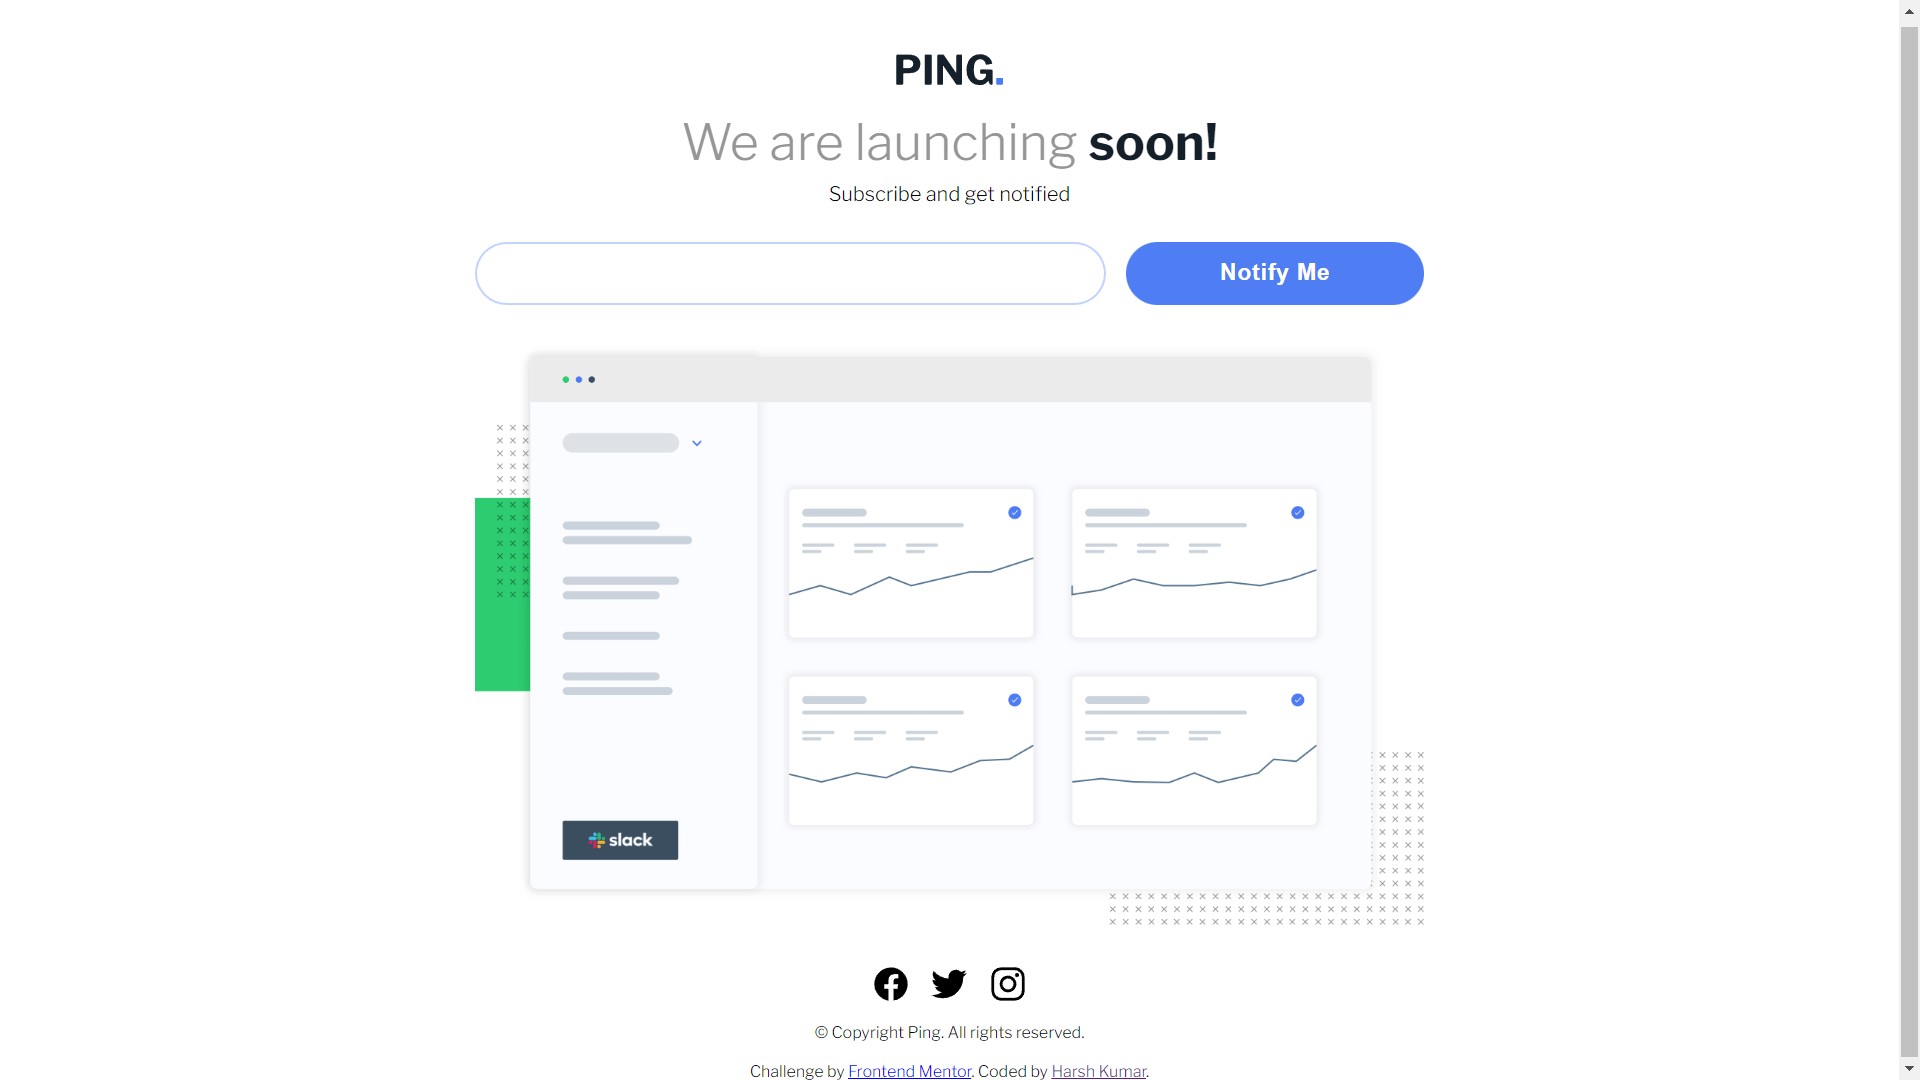 PING.
We are launching soon!
Subscribe and get notified
Notify Me
slack
© Copyright Ping. All rights reserved.
Challenge by Frontend Mentor. Coded by Harsh Kumar.